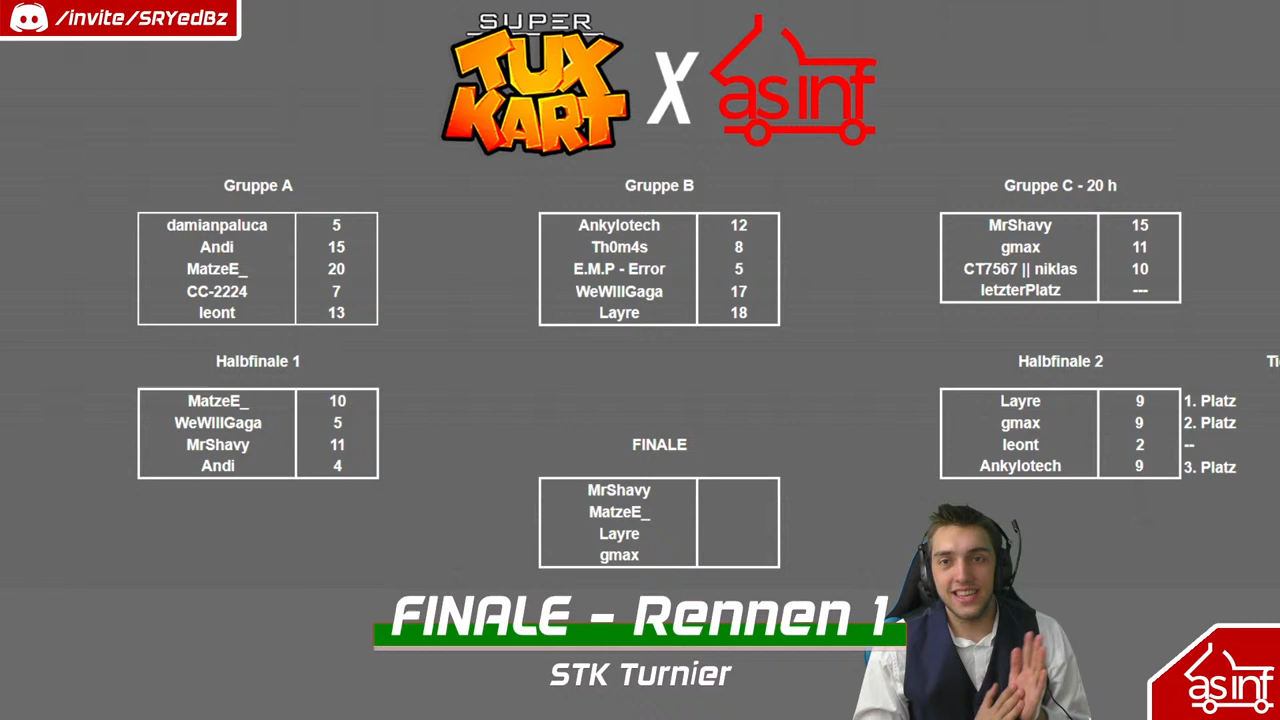 /invite/SRYedBz
SUPER
TUX
KART
X
as inf
Gruppe A
damianpaluca 5
Andi 15
MatzeE_ 20
CC-2224 7
leont 13
Gruppe B
Ankylotech 12
Th0m4s 8
E.M.P - Error 5
WeWIllGaga 17
Layre 18
Gruppe C - 20 h
MrShavy 15
gmax 11
CT7567 || niklas 10
letzterPlatz ---
Halbfinale 1
MatzeE_ 10
WeWIllGaga 5
MrShavy 11
Andi 4
FINALE
MrShavy
MatzeE_
Layre
gmax
Halbfinale 2
Layre 9 1. Platz
gmax 9 2. Platz
leont 2 --
Ankylotech 9 3. Platz
FINALE - Rennen 1
STK Turnier
as inf